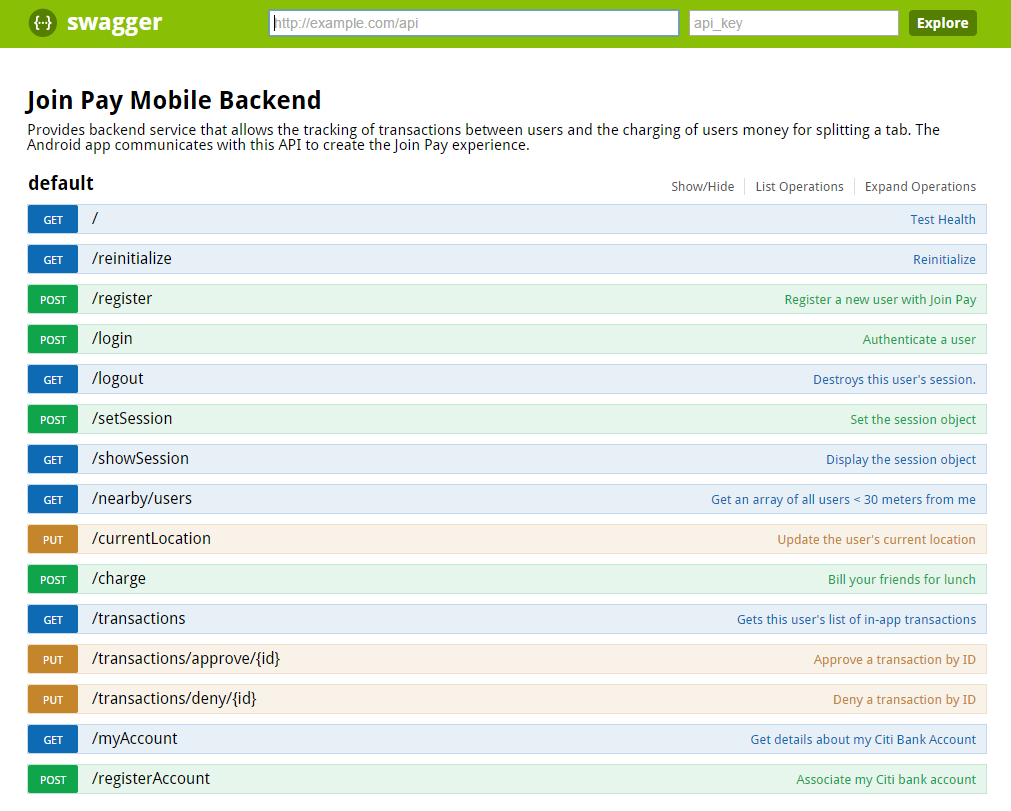 {··} swagger http://example.com/api api_key Explore
Join Pay Mobile Backend
Provides backend service that allows the tracking of transactions between users and the charging of users money for splitting a tab. The
Android app communicates with this API to create the Join Pay experience.
default Show/Hide List Operations Expand Operations
GET / Test Health
GET /reinitialize Reinitialize
POST /register Register a new user with Join Pay
POST /login Authenticate a user
GET /logout Destroys this user's session.
POST /setSession Set the session object
GET /showSession Display the session object
GET /nearby/users Get an array of all users < 30 meters from me
PUT /currentLocation Update the user's current location
POST /charge Bill your friends for lunch
GET /transactions Gets this user's list of in-app transactions
PUT /transactions/approve/{id} Approve a transaction by ID
PUT /transactions/deny/{id} Deny a transaction by ID
GET /myAccount Get details about my Citi Bank Account
POST /registerAccount Associate my Citi bank account